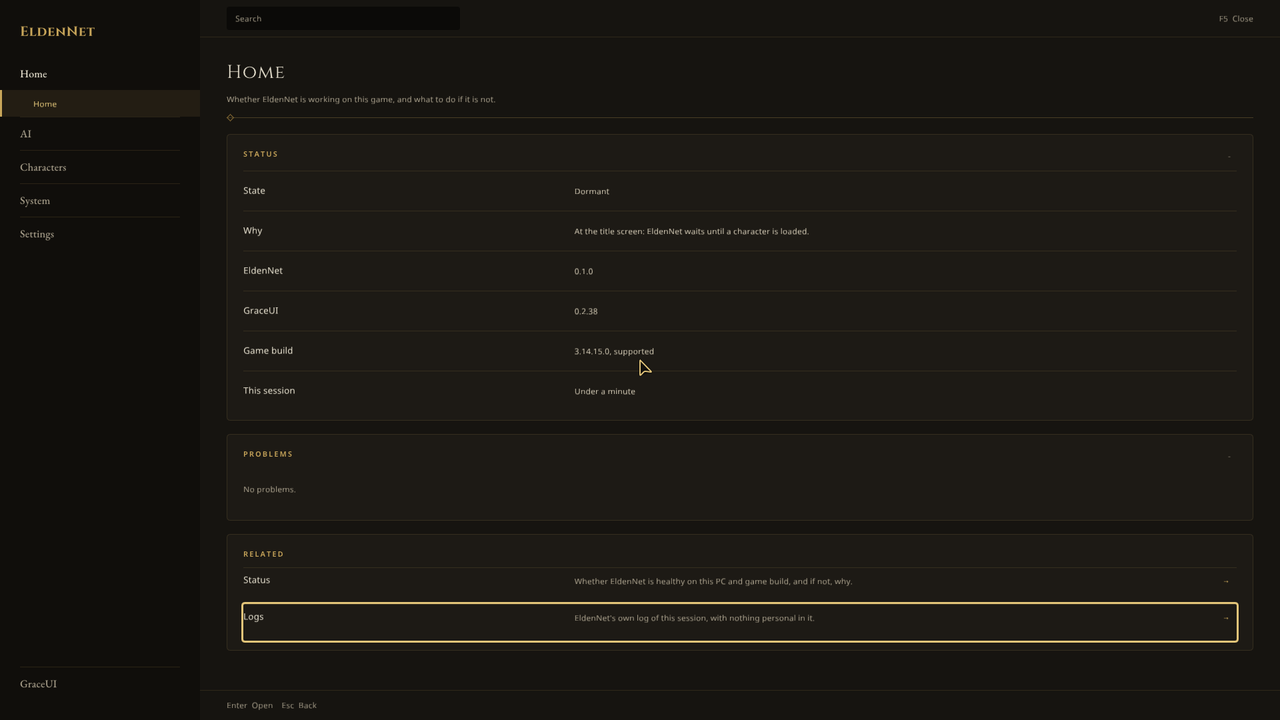 EldenNet
Home
Home
AI
Characters
System
Settings
GraceUI
Search
F5 Close
Home
Whether EldenNet is working on this game, and what to do if it is not.
STATUS
State Dormant
Why At the title screen: EldenNet waits until a character is loaded.
EldenNet 0.1.0
GraceUI 0.2.38
Game build 3.14.15.0, supported
This session Under a minute
PROBLEMS
No problems.
RELATED
Status Whether EldenNet is healthy on this PC and game build, and if not, why. →
Logs EldenNet's own log of this session, with nothing personal in it. →
Enter Open Esc Back